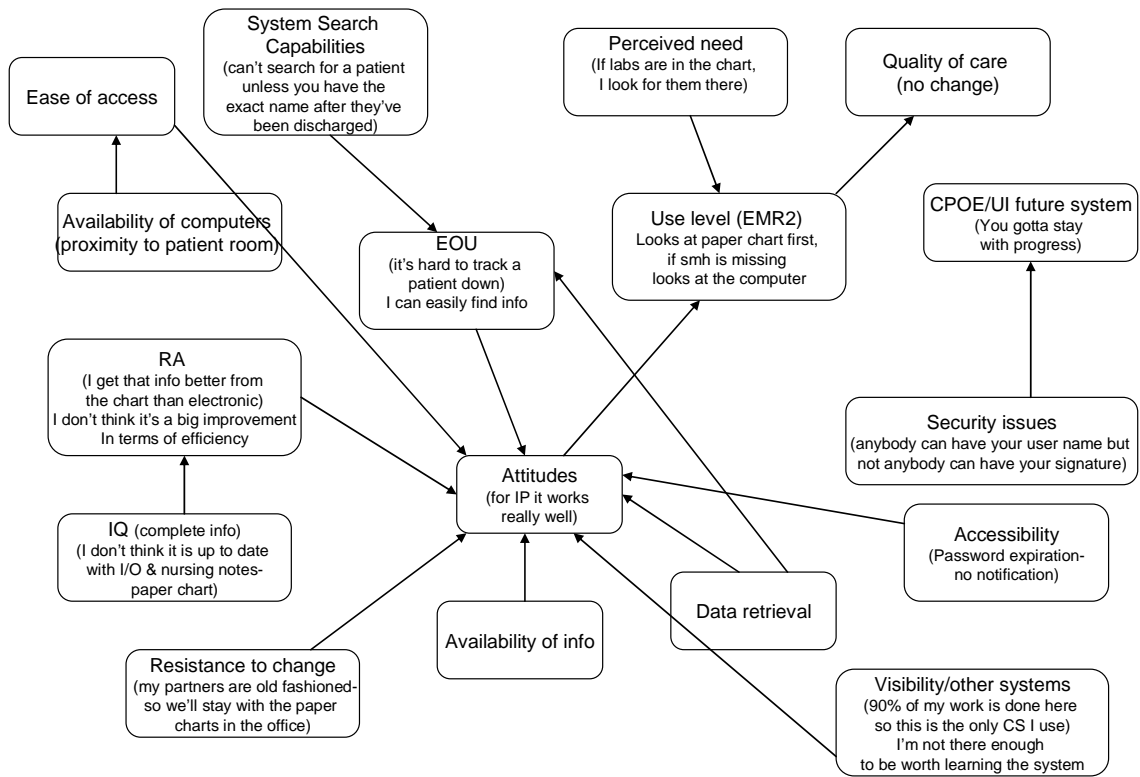 System Search
Capabilities
(can't search for a patient
unless you have the
exact name after they've
been discharged)
Perceived need
(If labs are in the chart,
I look for them there)
Quality of care
(no change)
Ease of access
Availability of computers
(proximity to patient room)
EOU
(it's hard to track a
patient down)
I can easily find info
Use level (EMR2)
Looks at paper chart first,
if smh is missing
looks at the computer
CPOE/UI future system
(You gotta stay
with progress)
RA
(I get that info better from
the chart than electronic)
I don't think it's a big improvement
In terms of efficiency
Security issues
(anybody can have your user name but
not anybody can have your signature)
Attitudes
(for IP it works
really well)
IQ (complete info)
(I don't think it is up to date
with I/O & nursing notes-
paper chart)
Accessibility
(Password expiration-
no notification)
Availability of info
Data retrieval
Resistance to change
(my partners are old fashioned-
so we'll stay with the paper
charts in the office)
Visibility/other systems
(90% of my work is done here
so this is the only CS I use)
I'm not there enough
to be worth learning the system